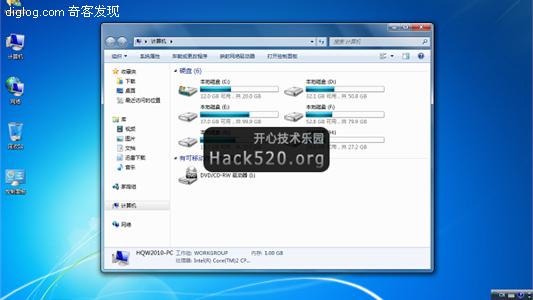 diglog.com 奇客发现
计算机
网络
回收站
控制面板
计算机
搜索 计算机
组织
系统属性
卸载或更改程序
映射网络驱动器
打开控制面板
收藏夹
下载
桌面
最近访问的位置
库
视频
图片
文档
迅雷下载
音乐
家庭组
计算机
网络
硬盘 (6)
本地磁盘 (C:)
12.0 GB 可用，共 20.0 GB
本地磁盘 (D:)
32.1 GB 可用，共 50.8 GB
本地磁盘 (E:)
37.0 GB 可用，共 99.9 GB
本地磁盘 (F:)
52.8 GB 可用，共 79.9 GB
共 27.2 GB
有可移动
DVD/CD-RW 驱动器 (I:)
开心技术乐园
Hack520.org
HQW2010-PC
工作组: WORKGROUP
内存: 1.00 GB
处理器: Intel(R) Core(TM)2 CP...